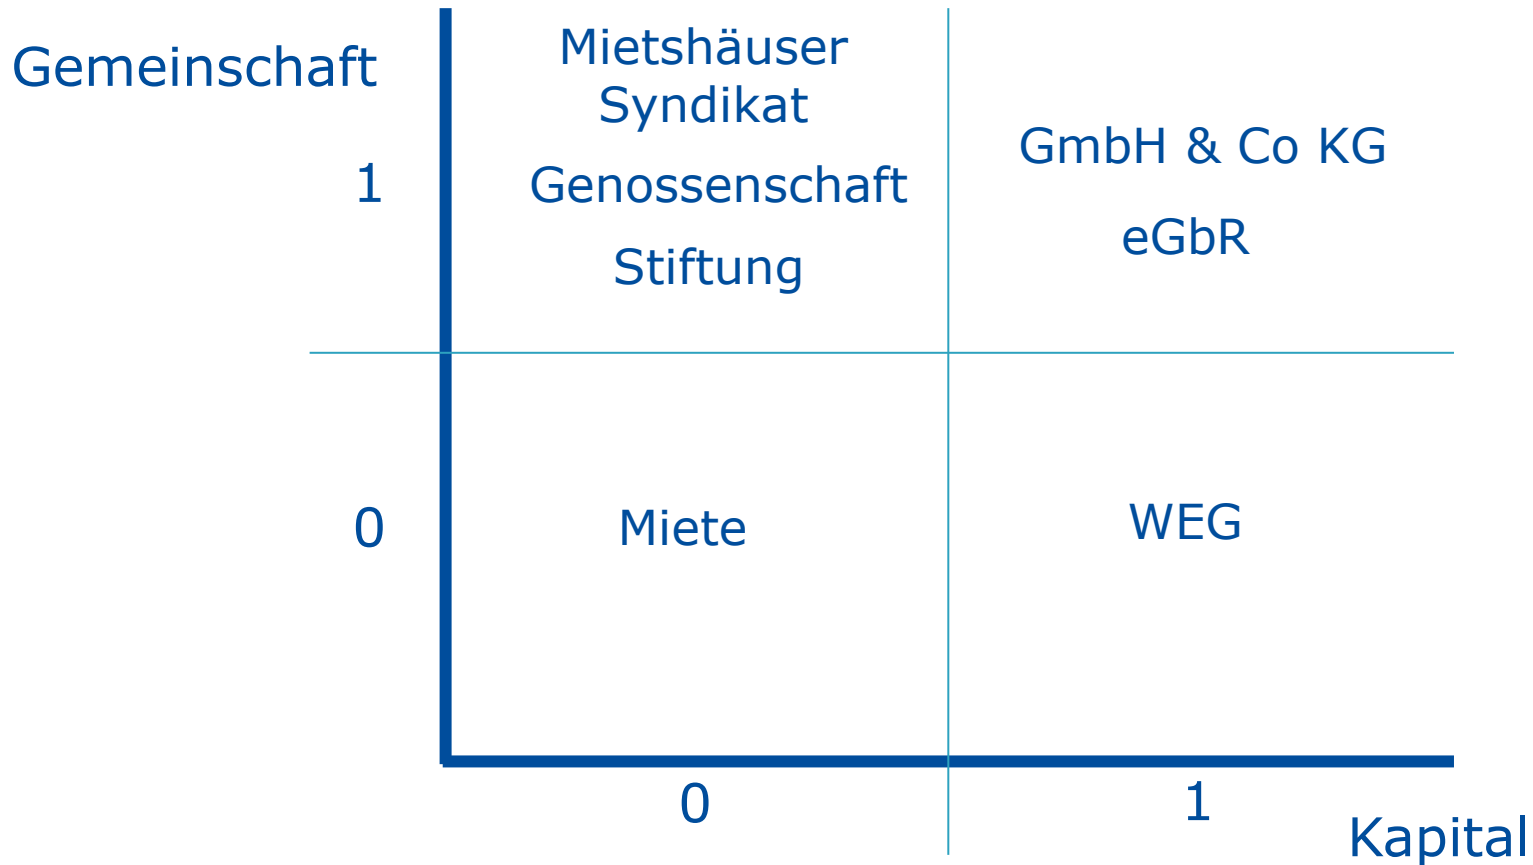 Gemeinschaft
Mietshäuser
Syndikat
Genossenschaft
Stiftung
GmbH & Co KG
eGbR
1
0
Miete
WEG
0
1
Kapital